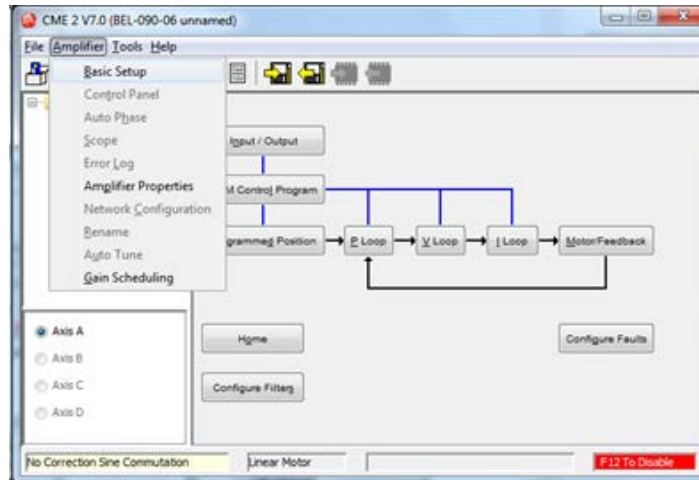 CME 2 V7.0 (BEL-090-06 unnamed)
File Amplifier Tools Help
Basic Setup
Control Panel
Auto Phase
Scope
Error Log
Amplifier Properties
Network Configuration
Rename
Auto Tune
Gain Scheduling
Input / Output
Control Program
Position
P Loop
V Loop
I Loop
Motor/Feedback
Home
Configure Faults
Configure Filters
Axis A
Axis B
Axis C
Axis D
No Correction Sine Commutation
Linear Motor
F12 To Disable